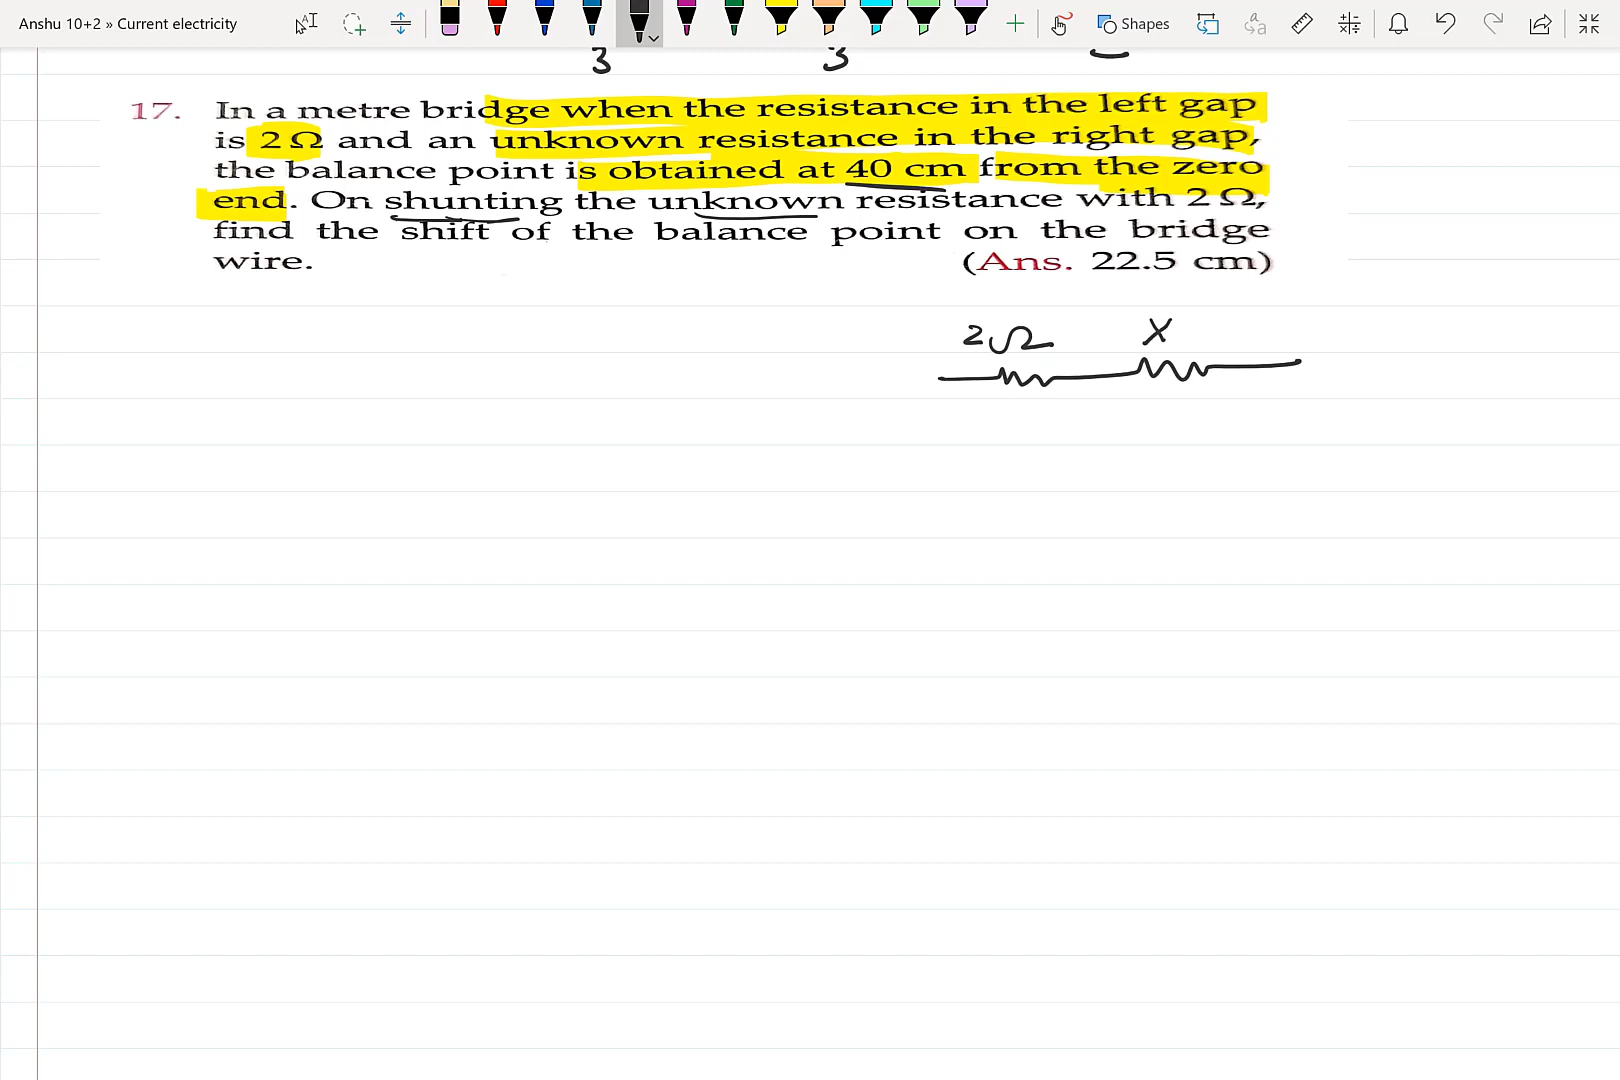 Anshu 10+2 » Current electricity
Shapes
3 3
17. In a metre bridge when the resistance in the left gap
is 2 Ω and an unknown resistance in the right gap,
the balance point is obtained at 40 cm from the zero
end. On shunting the unknown resistance with 2 Ω,
find the shift of the balance point on the bridge
wire. (Ans. 22.5 cm)
2Ω X